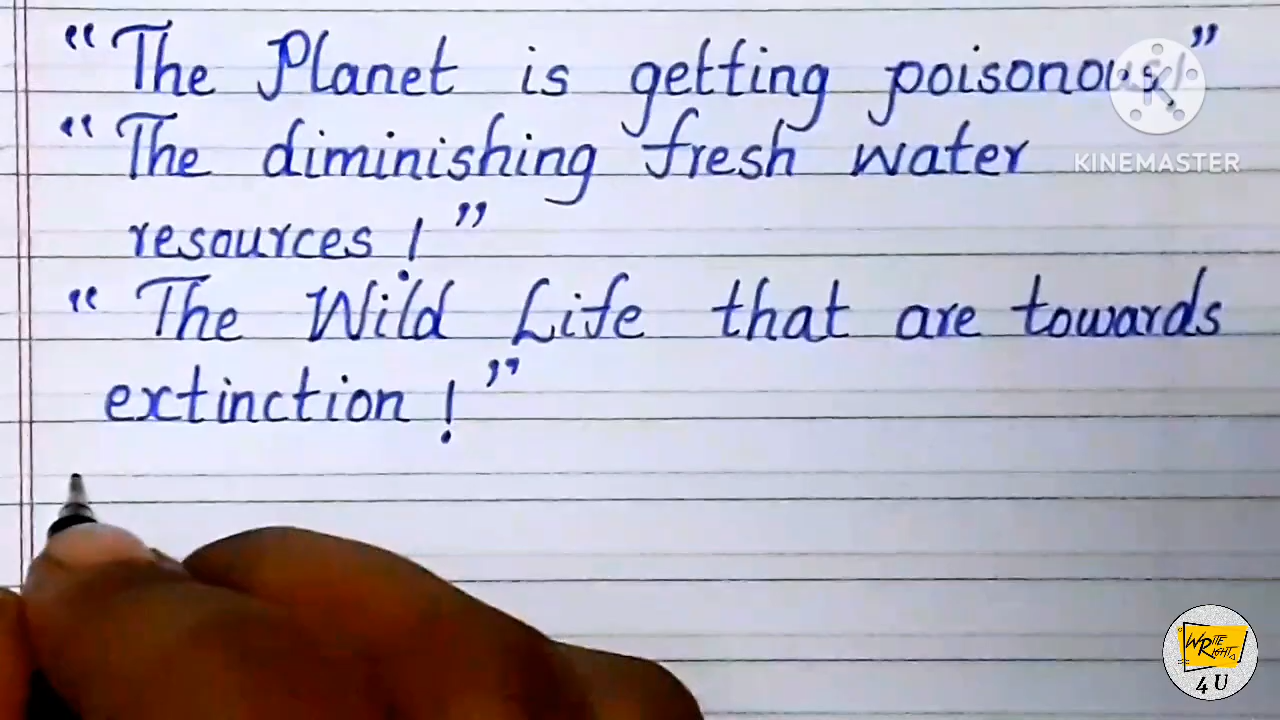 “The Planet is getting poisonous!”
KINEMASTER
“The diminishing fresh water
resources!”
“The Wild Life that are towards
extinction!”
WRITE
RIGHT
4 U